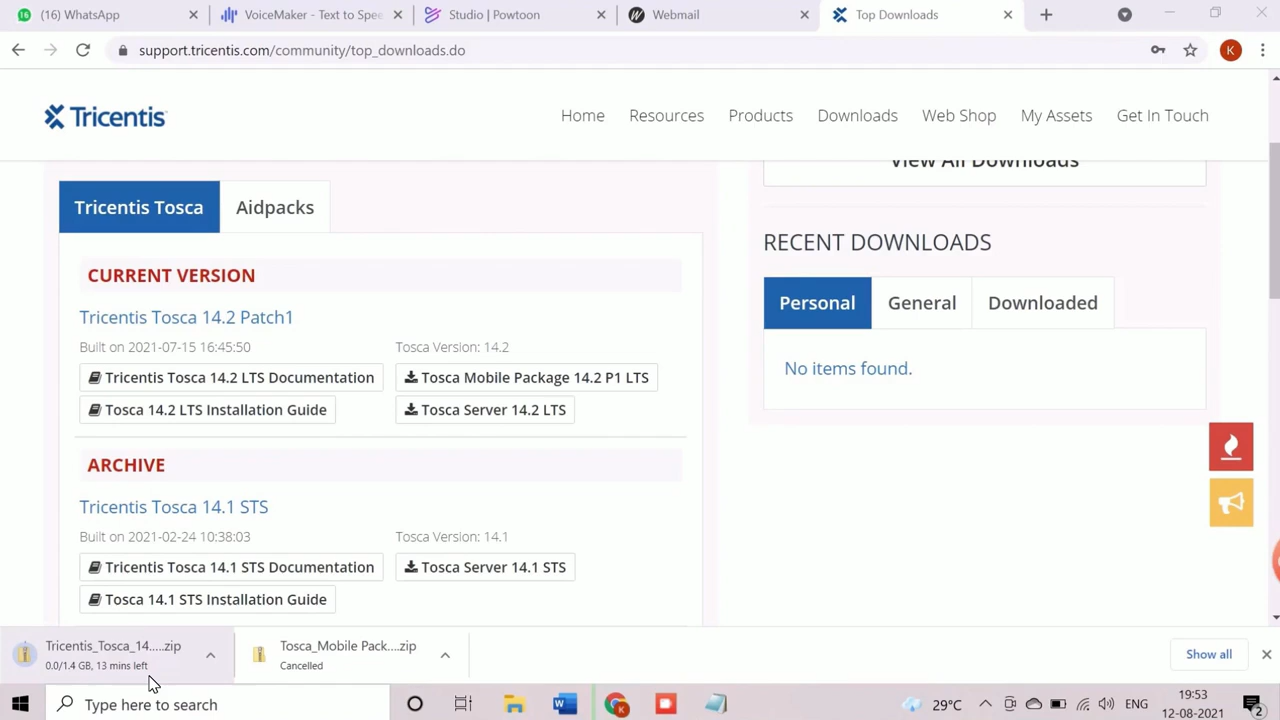 (16) WhatsApp
VoiceMaker - Text to Spee
Studio | Powtoon
Webmail
Top Downloads
support.tricentis.com/community/top_downloads.do
K
Tricentis
Home
Resources
Products
Downloads
Web Shop
My Assets
Get In Touch
View All Downloads
Tricentis Tosca
Aidpacks
CURRENT VERSION
Tricentis Tosca 14.2 Patch1
Built on 2021-07-15 16:45:50
Tosca Version: 14.2
Tricentis Tosca 14.2 LTS Documentation
Tosca Mobile Package 14.2 P1 LTS
Tosca 14.2 LTS Installation Guide
Tosca Server 14.2 LTS
ARCHIVE
Tricentis Tosca 14.1 STS
Built on 2021-02-24 10:38:03
Tosca Version: 14.1
Tricentis Tosca 14.1 STS Documentation
Tosca Server 14.1 STS
Tosca 14.1 STS Installation Guide
RECENT DOWNLOADS
Personal
General
Downloaded
No items found.
Tricentis_Tosca_14....zip
0.0/1.4 GB, 13 mins left
Tosca_Mobile Pack....zip
Cancelled
Show all
Type here to search
29°C
ENG
19:53
12-08-2021
2